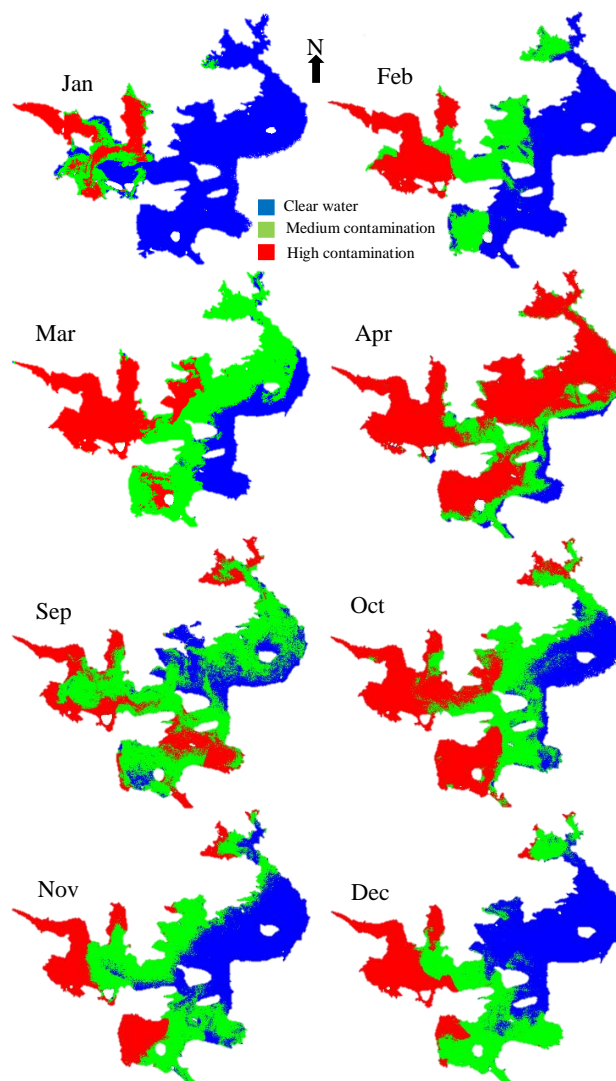 N
Jan
Feb
Clear water
Medium contamination
High contamination
Mar
Apr
Sep
Oct
Nov
Dec